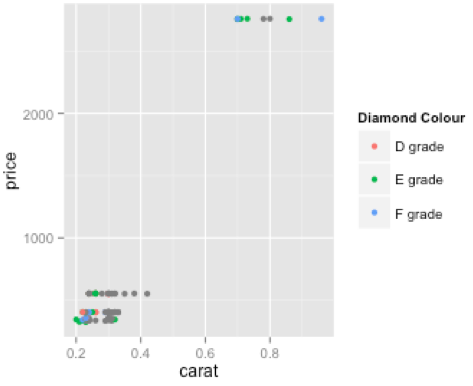 2000
1000
price
0.2 0.4 0.6 0.8
carat
Diamond Colour
D grade
E grade
F grade